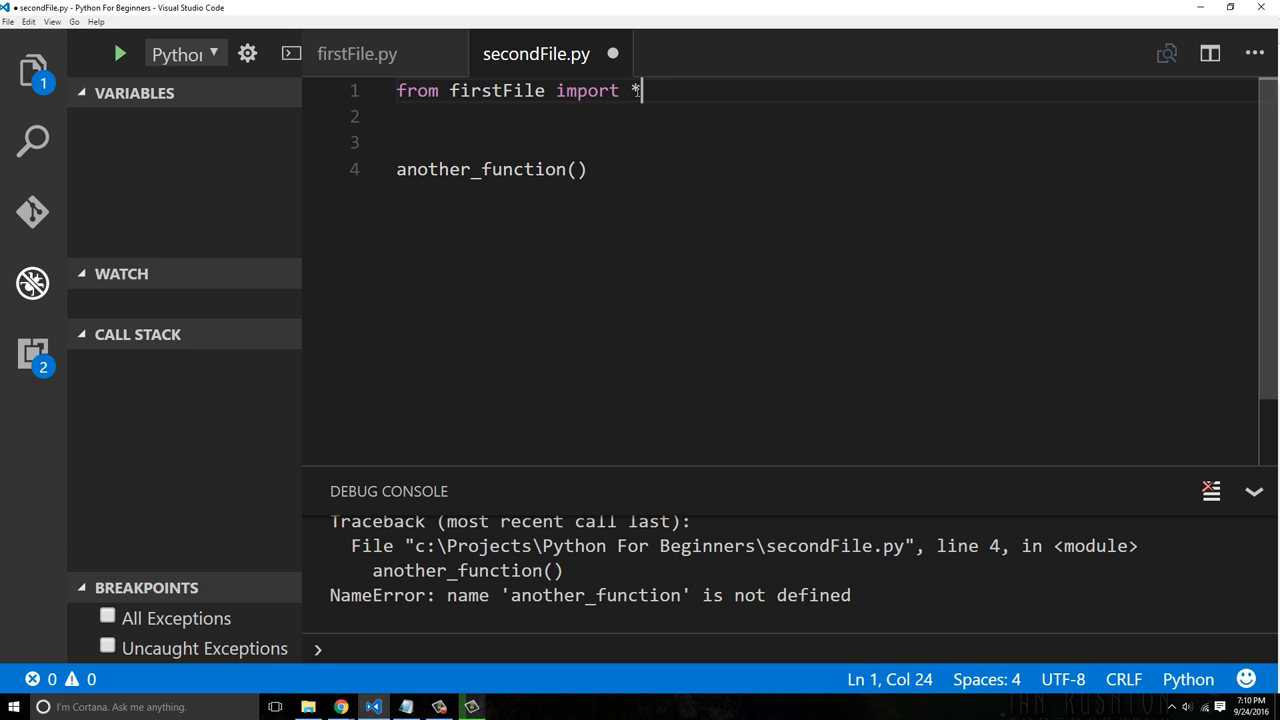 ● secondFile.py - Python For Beginners - Visual Studio Code
File Edit View Go Help
Pythor ▼
firstFile.py
secondFile.py ●
VARIABLES
WATCH
CALL STACK
BREAKPOINTS
All Exceptions
Uncaught Exceptions
1
2
1 from firstFile import *
2
3
4 another_function()
DEBUG CONSOLE
Traceback (most recent call last):
File "c:\Projects\Python For Beginners\secondFile.py", line 4, in <module>
another_function()
NameError: name 'another_function' is not defined
0 0
Ln 1, Col 24 Spaces: 4 UTF-8 CRLF Python
I'm Cortana. Ask me anything.
7:10 PM
9/24/2016